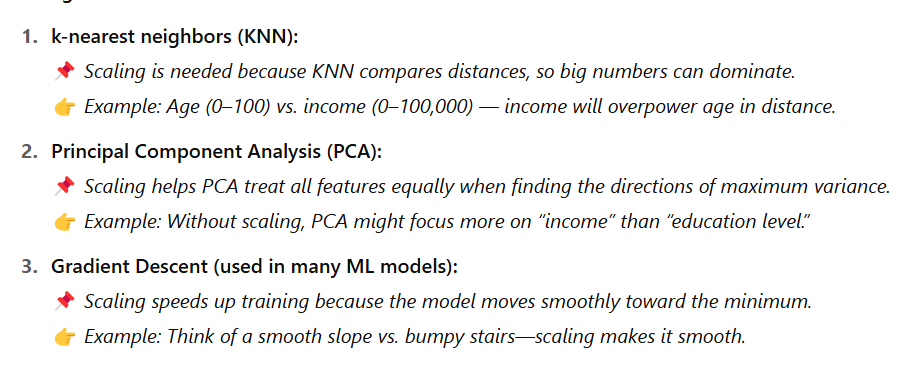 1. k-nearest neighbors (KNN):
📌 Scaling is needed because KNN compares distances, so big numbers can dominate.
👉 Example: Age (0–100) vs. income (0–100,000) — income will overpower age in distance.
2. Principal Component Analysis (PCA):
📌 Scaling helps PCA treat all features equally when finding the directions of maximum variance.
👉 Example: Without scaling, PCA might focus more on “income” than “education level.”
3. Gradient Descent (used in many ML models):
📌 Scaling speeds up training because the model moves smoothly toward the minimum.
👉 Example: Think of a smooth slope vs. bumpy stairs—scaling makes it smooth.